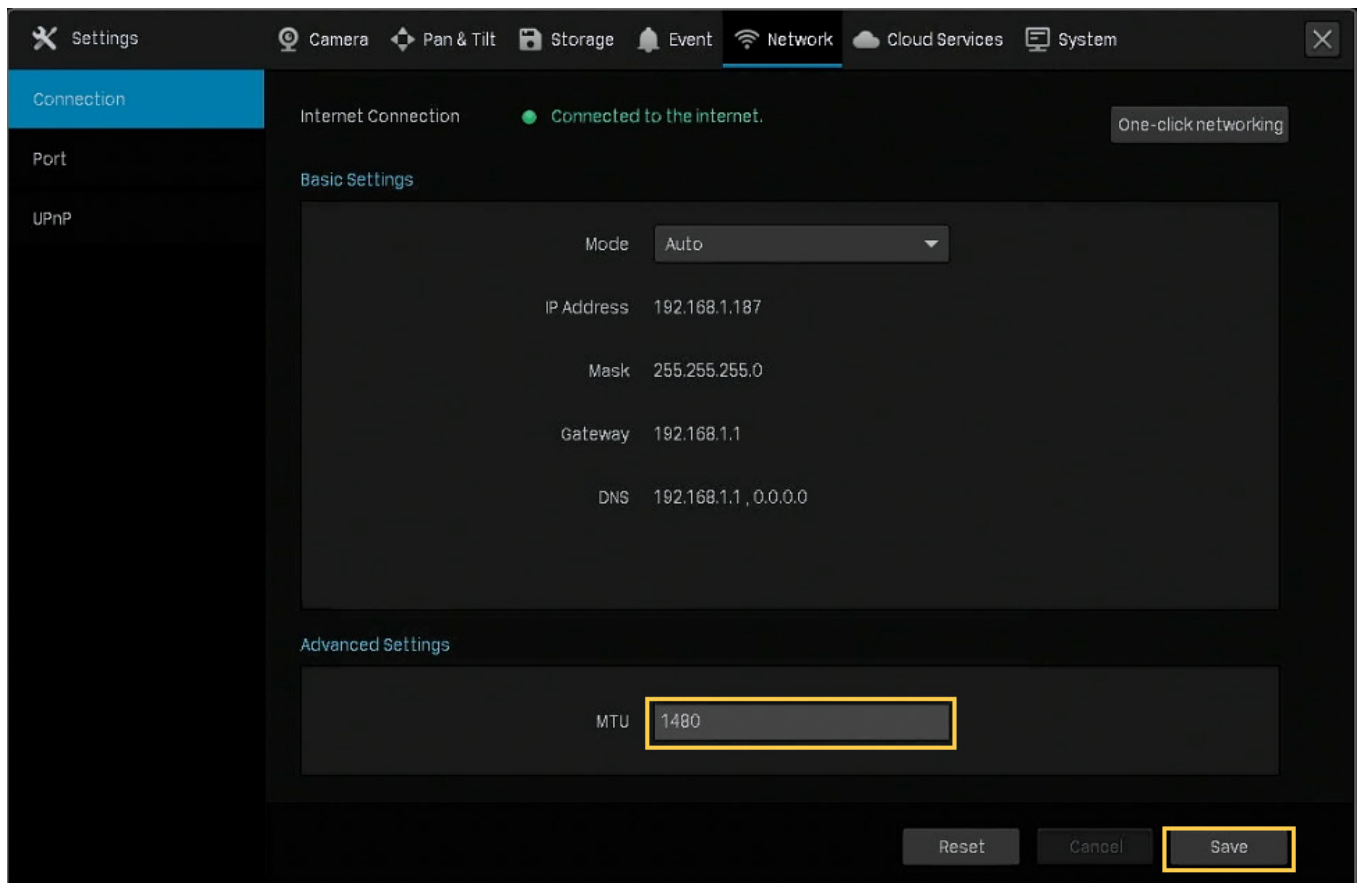 Settings
Camera Pan & Tilt Storage Event Network Cloud Services System
Connection
Port
UPnP
Internet Connection Connected to the internet.
One-click networking
Basic Settings
Mode Auto
IP Address 192.168.1.187
Mask 255.255.255.0
Gateway 192.168.1.1
DNS 192.168.1.1 , 0.0.0.0
Advanced Settings
MTU 1480
Reset Cancel Save